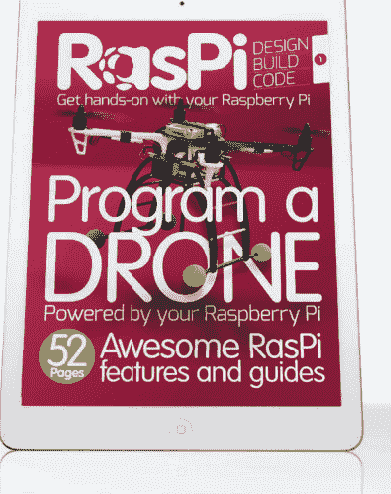 RasPi
DESIGN
BUILD
CODE
Get hands-on with your Raspberry Pi
Program a
DRONE
Powered by your Raspberry Pi
52
Pages
Awesome RasPi
features and guides